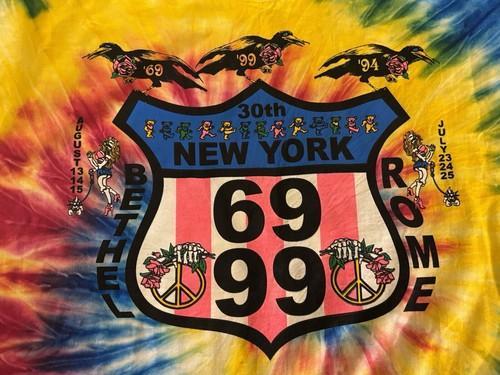 '69
'99
'94
30th
NEW YORK
AUGUST 13 14 15
JULY 23 24 25
BETHEL
ROME
69
99